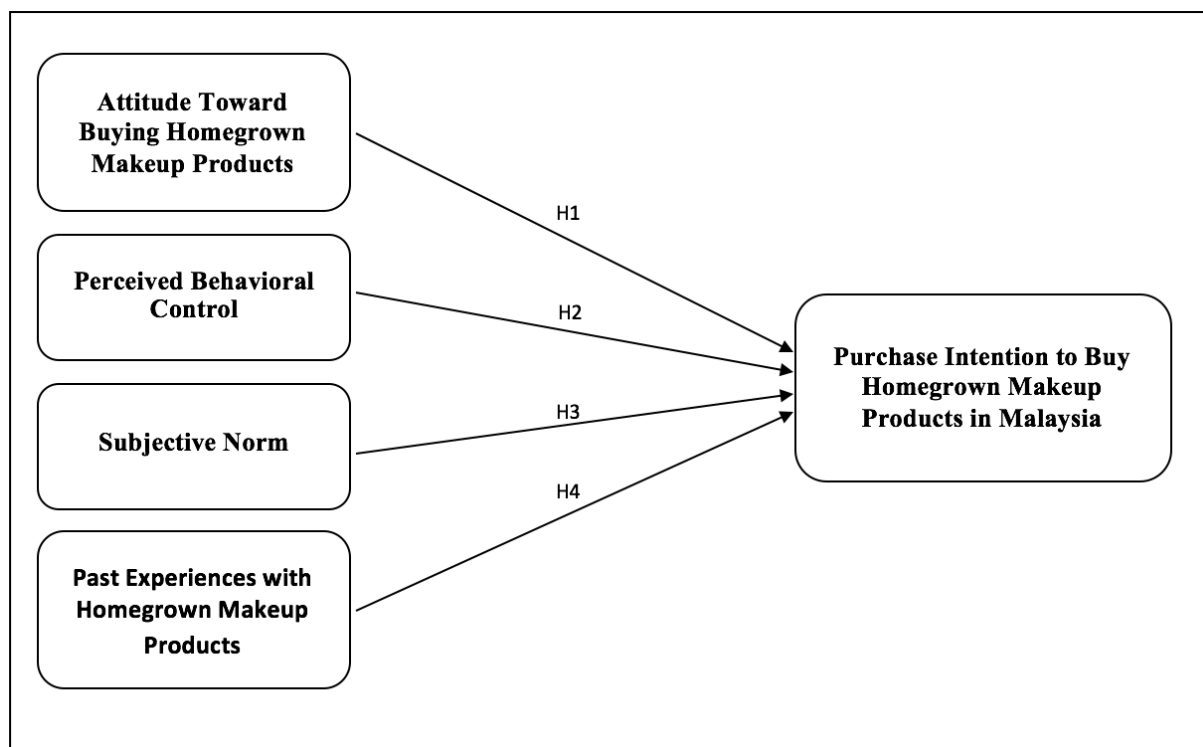 Attitude Toward
Buying Homegrown
Makeup Products
H1
Perceived Behavioral
Control
H2
Subjective Norm
H3
Past Experiences with
Homegrown Makeup
Products
H4
Purchase Intention to Buy
Homegrown Makeup
Products in Malaysia